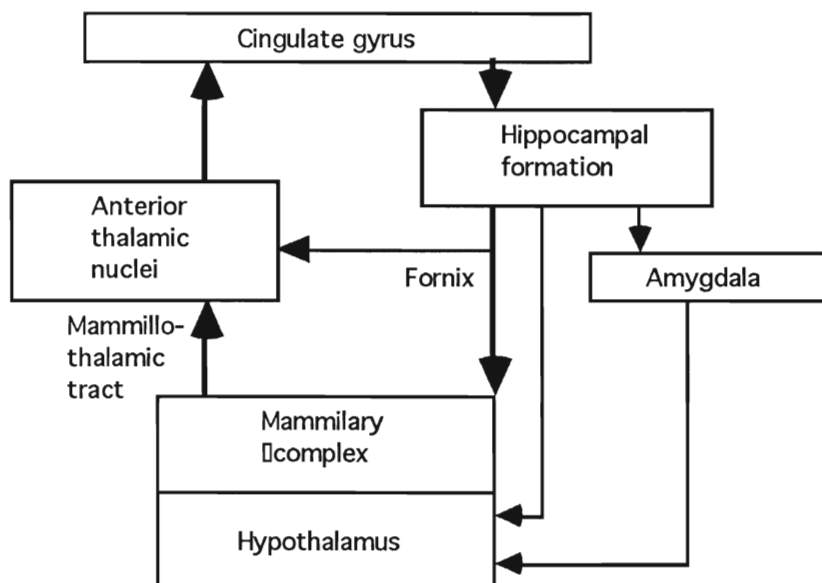 Cingulate gyrus
Hippocampal
formation
Anterior
thalamic
nuclei
Fornix
Amygdala
Mammillo-
thalamic
tract
Mammilary
▯complex
Hypothalamus